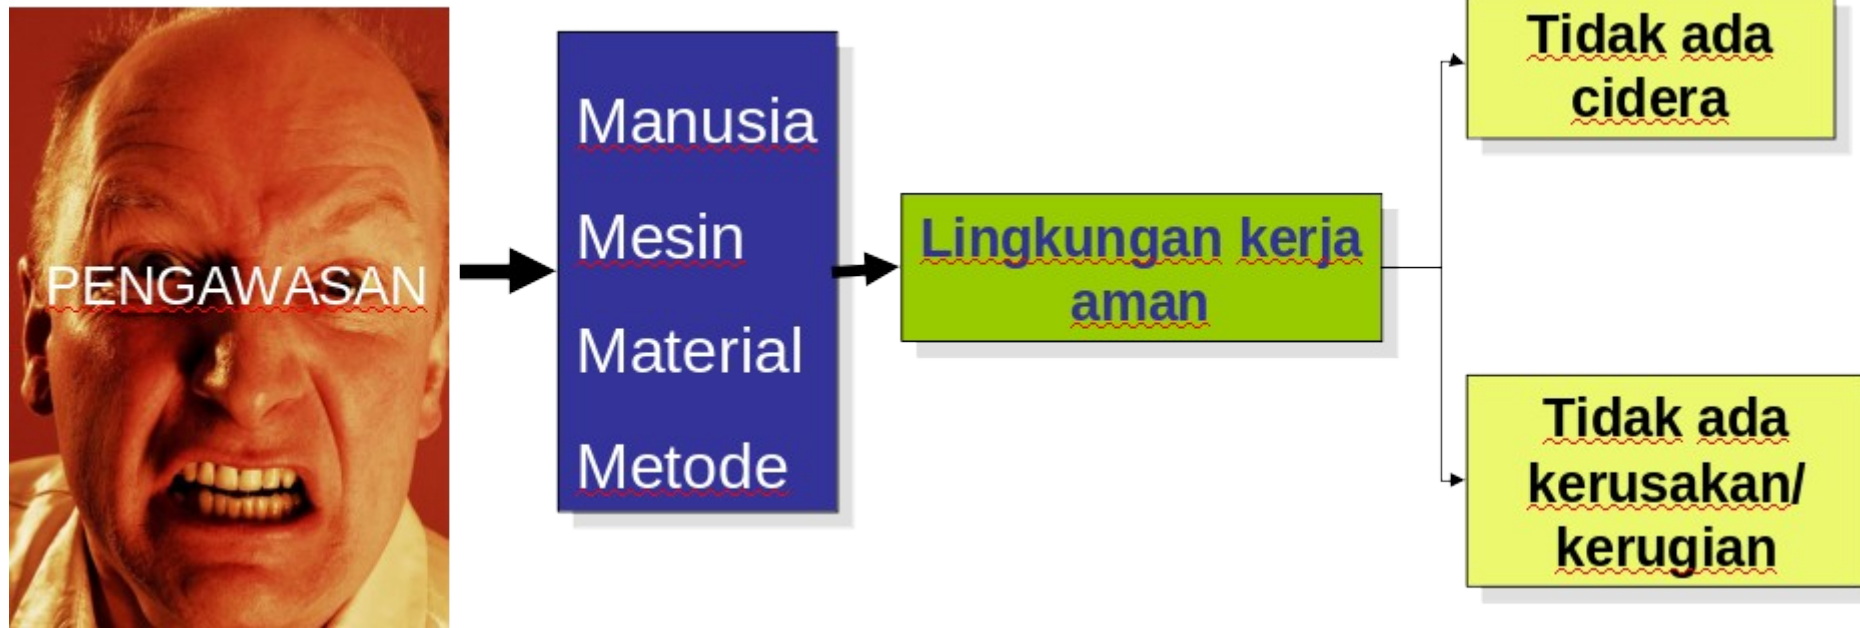 PENGAWASAN
Manusia
Mesin
Material
Metode
Lingkungan kerja
aman
Tidak ada
cidera
Tidak ada
kerusakan/
kerugian